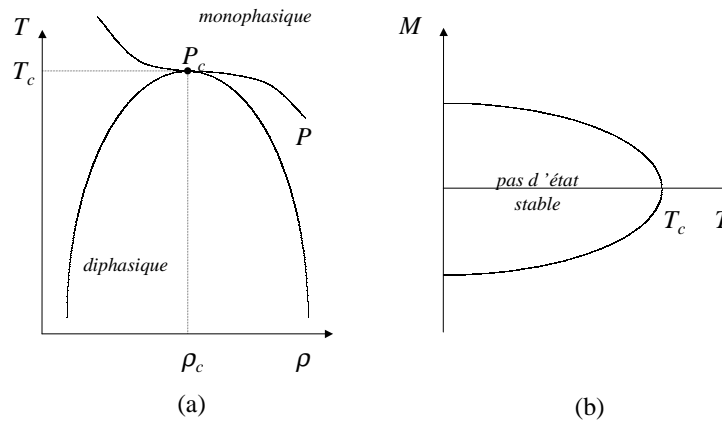 monophasique
T
P_c
T_c
P
diphasique
ρ_c
ρ
(a)
M
pas d ’état
stable
T_c
T
(b)